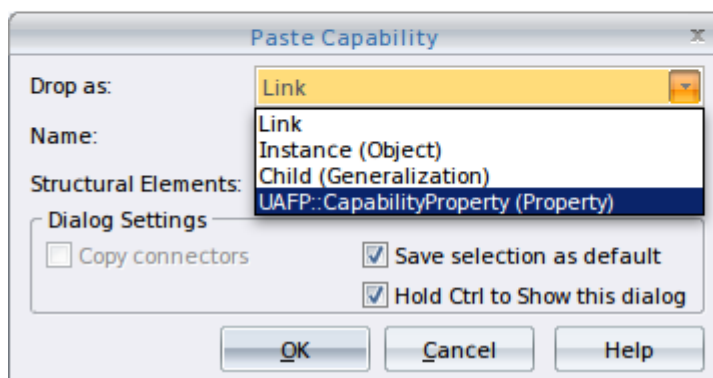 Paste Capability
Drop as:
Link
Link
Instance (Object)
Child (Generalization)
UAFP::CapabilityProperty (Property)
Name:
Structural Elements:
Dialog Settings
Copy connectors
Save selection as default
Hold Ctrl to Show this dialog
OK
Cancel
Help